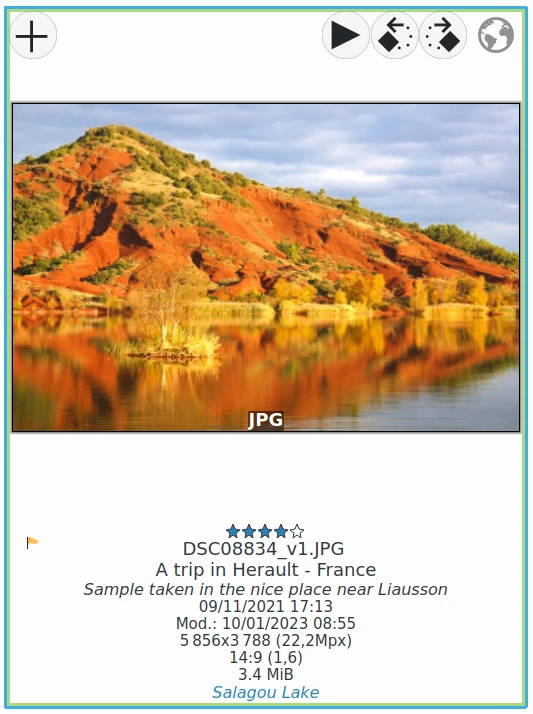 JPG
DSC08834_v1.JPG
A trip in Herault - France
Sample taken in the nice place near Liausson
09/11/2021 17:13
Mod.: 10/01/2023 08:55
5 856x3 788 (22,2Mpx)
14:9 (1,6)
3.4 MiB
Salagou Lake